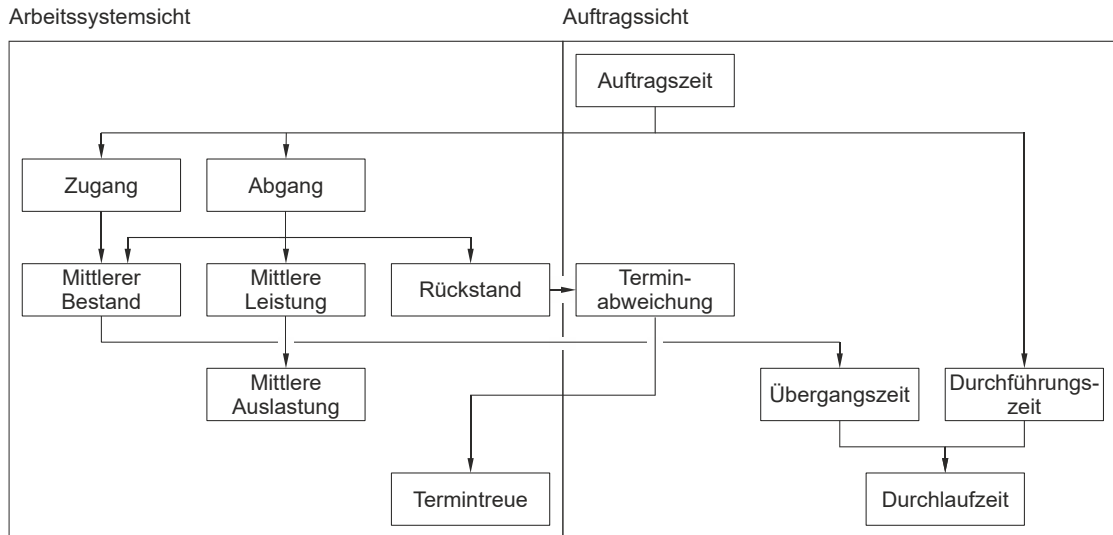 Arbeitssystemsicht
Auftragssicht
Auftragszeit
Zugang
Abgang
Mittlerer
Bestand
Mittlere
Leistung
Rückstand
Termin-
abweichung
Mittlere
Auslastung
Übergangszeit
Durchführungs-
zeit
Termintreue
Durchlaufzeit